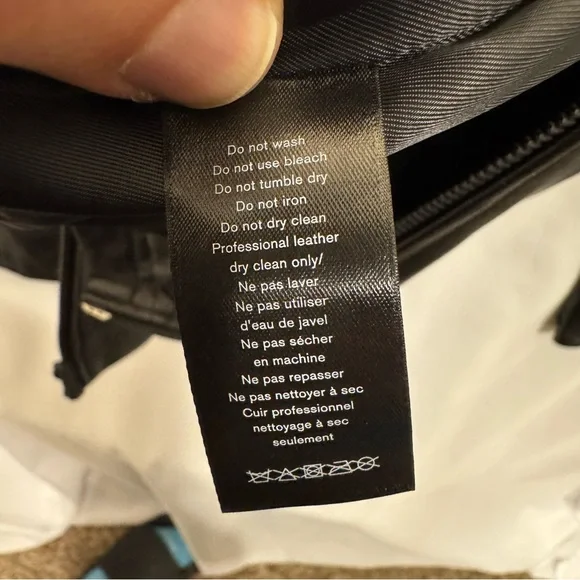 Do not wash
Do not use bleach
Do not tumble dry
Do not iron
Do not dry clean
Professional leather
dry clean only/
Ne pas laver
Ne pas utiliser
d'eau de javel
Ne pas sécher
en machine
Ne pas repasser
Ne pas nettoyer à sec
Cuir professionnel
nettoyage à sec
seulement